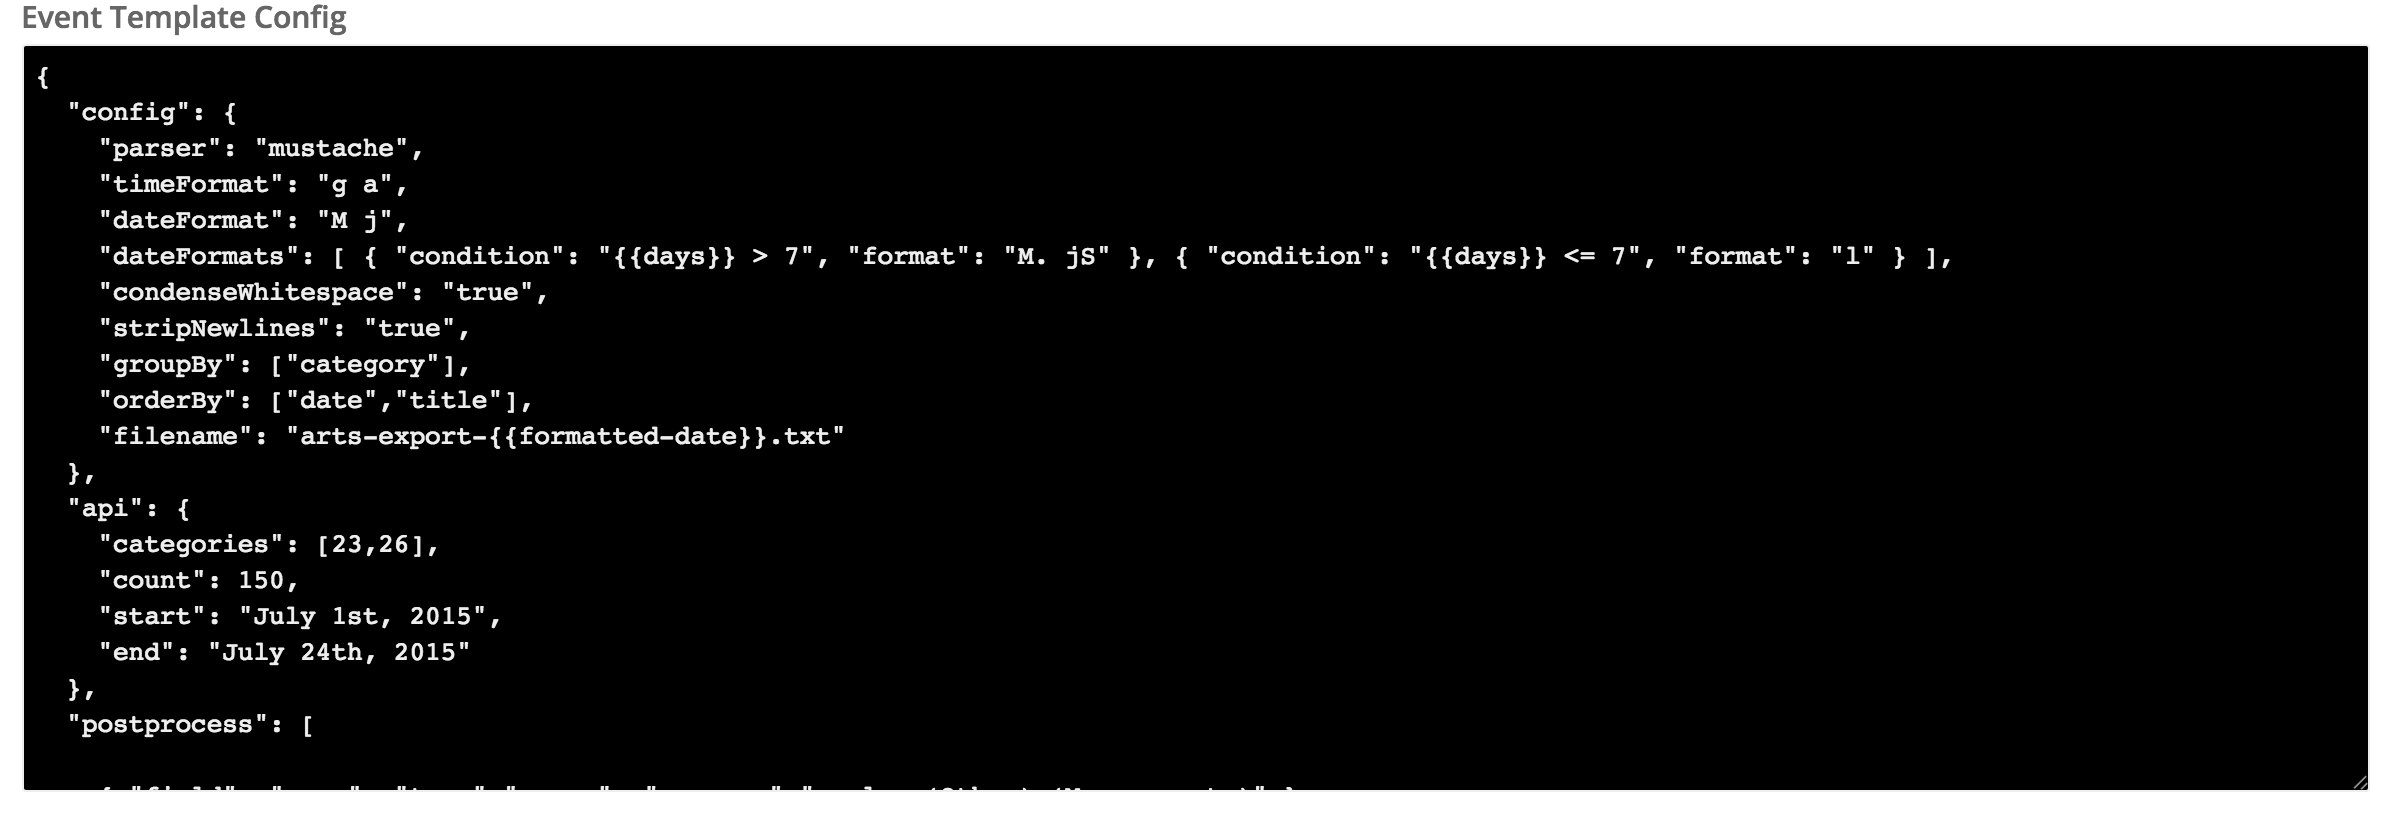 Event Template Config
{
  "config": {
    "parser": "mustache",
    "timeFormat": "g a",
    "dateFormat": "M j",
    "dateFormats": [ { "condition": "{{days}} > 7", "format": "M. jS" }, { "condition": "{{days}} <= 7", "format": "l" } ],
    "condenseWhitespace": "true",
    "stripNewlines": "true",
    "groupBy": ["category"],
    "orderBy": ["date","title"],
    "filename": "arts-export-{{formatted-date}}.txt"
  },
  "api": {
    "categories": [23,26],
    "count": 150,
    "start": "July 1st, 2015",
    "end": "July 24th, 2015"
  },
  "postprocess": [
    { "field":